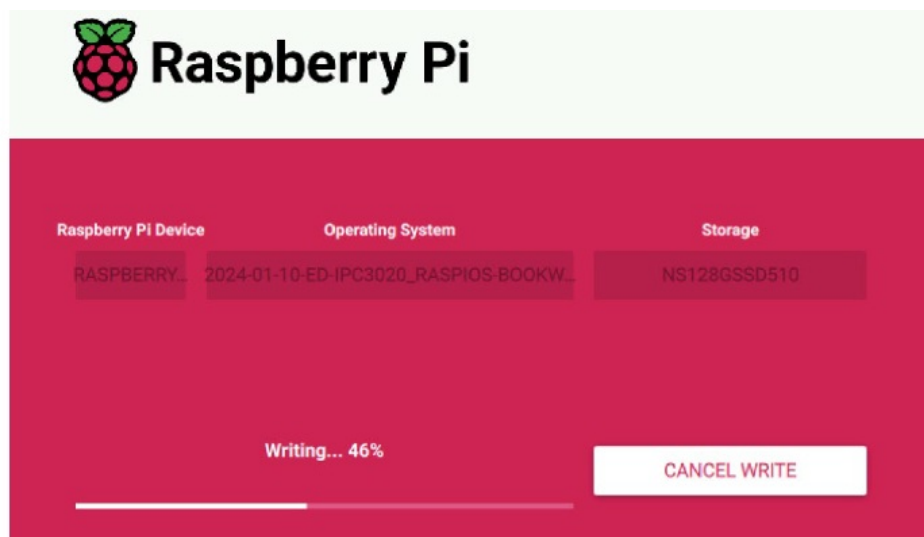 Raspberry Pi
Raspberry Pi Device Operating System Storage
RASPBERRY... 2024-01-10-ED-IPC3020_RASPIOS-BOOKW... NS128GSSD510
Writing... 46%
CANCEL WRITE